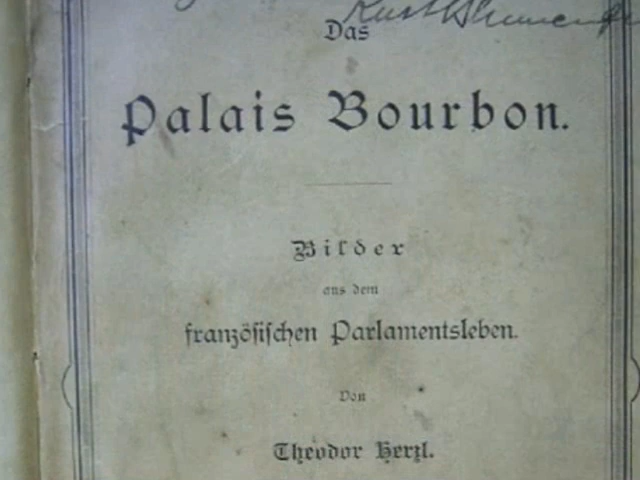 Das
Palais Bourbon.
Bilder
aus dem
französischen Parlamentsleben.
Von
Theodor Herzl.